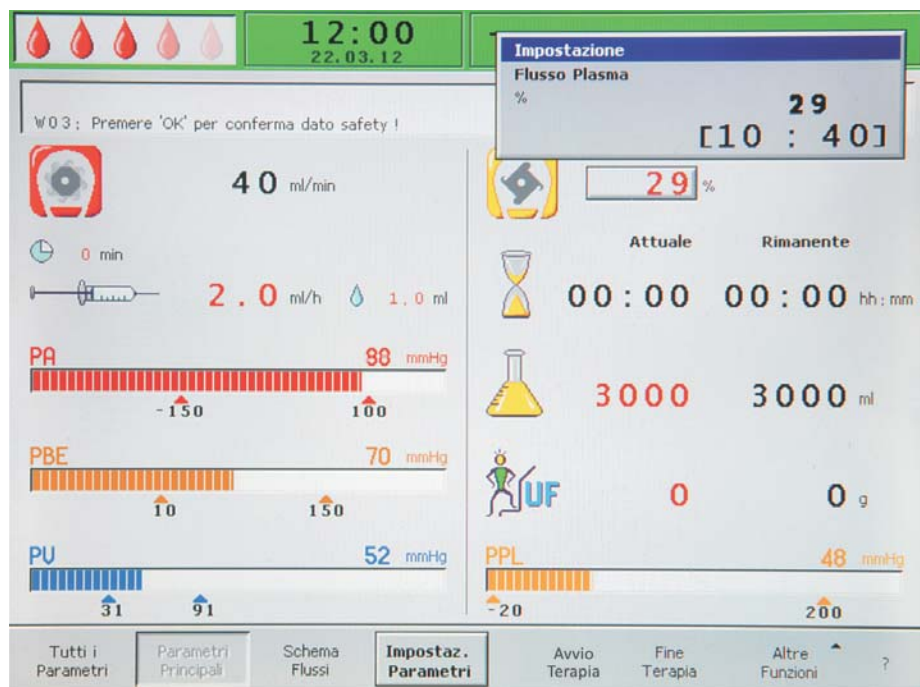 12:00
22.03.12
Impostazione
Flusso Plasma
%
29
[10 : 40]
W03: Premere 'OK' per conferma dato safety !
40 ml/min
29 %
0 min
Attuale Rimanente
2.0 ml/h 1.0 ml
00:00 00:00 hh:mm
PA 98 mmHg
-150 100
3000 3000 ml
PBE 70 mmHg
10 150
UF 0 0 g
PV 52 mmHg
31 91
PPL 48 mmHg
-20 200
Tutti i Parametri
Parametri Principali
Schema Flussi
Impostaz. Parametri
Avvio Terapia
Fine Terapia
Altre Funzioni
?